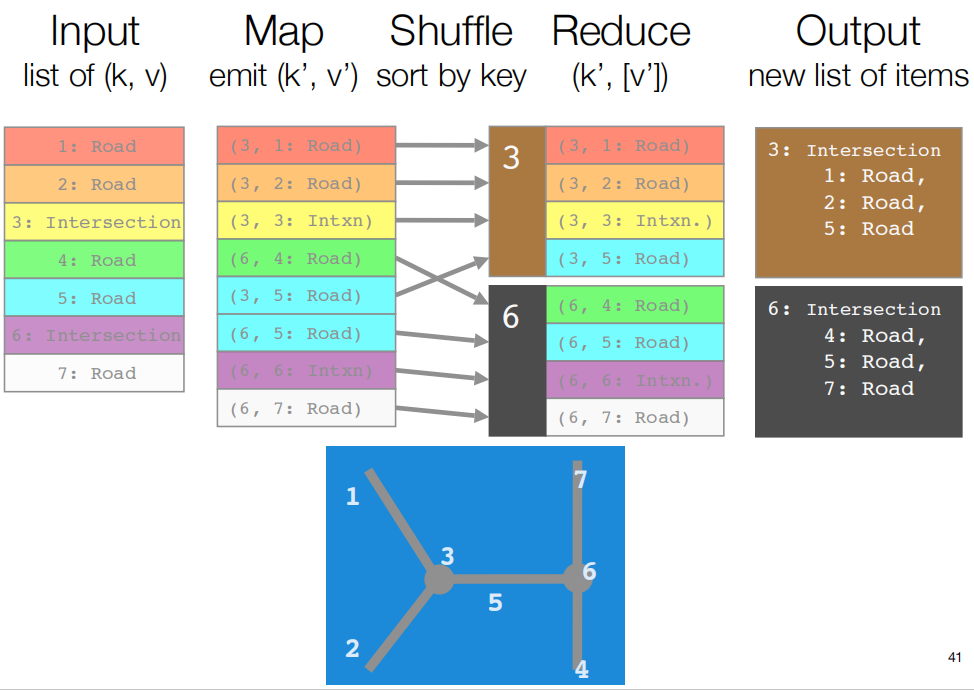 Input
list of (k, v)
Map
emit (k’, v’)
Shuffle
sort by key
Reduce
(k’, [v’])
Output
new list of items
1: Road
2: Road
3: Intersection
4: Road
5: Road
6: Intersection
7: Road
(3, 1: Road)
(3, 2: Road)
(3, 3: Intxn)
(6, 4: Road)
(3, 5: Road)
(6, 5: Road)
(6, 6: Intxn)
(6, 7: Road)
3
(3, 1: Road)
(3, 2: Road)
(3, 3: Intxn.)
(3, 5: Road)
6
(6, 4: Road)
(6, 5: Road)
(6, 6: Intxn.)
(6, 7: Road)
3: Intersection
1: Road,
2: Road,
5: Road
6: Intersection
4: Road,
5: Road,
7: Road
1
2
3
5
7
6
4
41